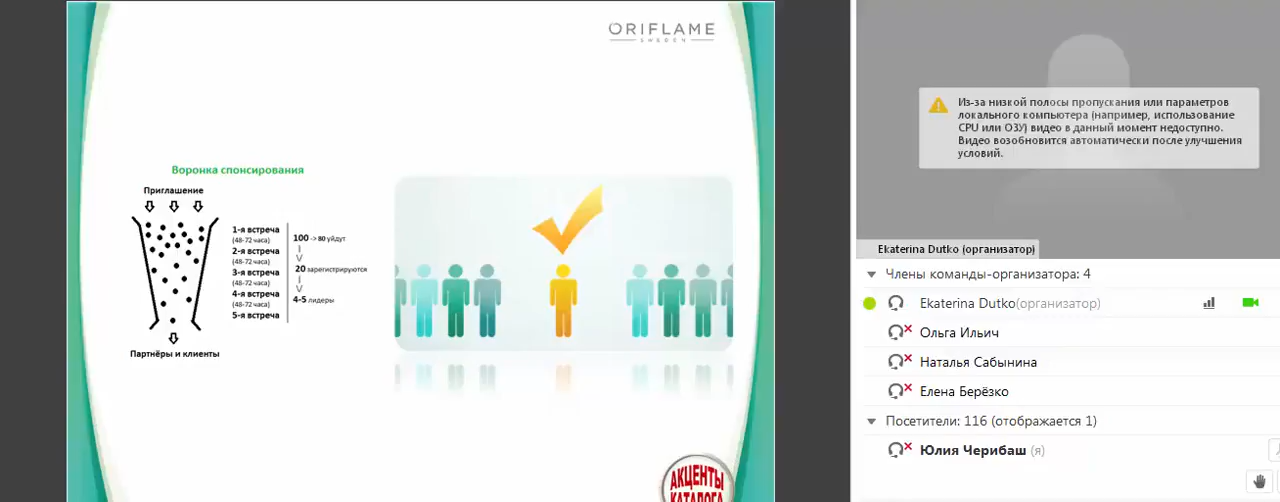 ORIFLAME
SWEDEN
Воронка спонсирования
Приглашение
1-я встреча
(48-72 часа)
2-я встреча
(48-72 часа)
3-я встреча
(48-72 часа)
4-я встреча
(48-72 часа)
5-я встреча
100 -> 80 уйдут
20 зарегистрируются
4-5 лидеры
Партнёры и клиенты
АКЦЕНТЫ
КАТАЛОГА
Из-за низкой полосы пропускания или параметров
локального компьютера (например, использование
CPU или ОЗУ) видео в данный момент недоступно.
Видео возобновится автоматически после улучшения
условий.
Ekaterina Dutko (организатор)
Члены команды-организатора: 4
Ekaterina Dutko(организатор)
Ольга Ильич
Наталья Сабынина
Елена Берёзко
Посетители: 116 (отображается 1)
Юлия Черибаш (я)